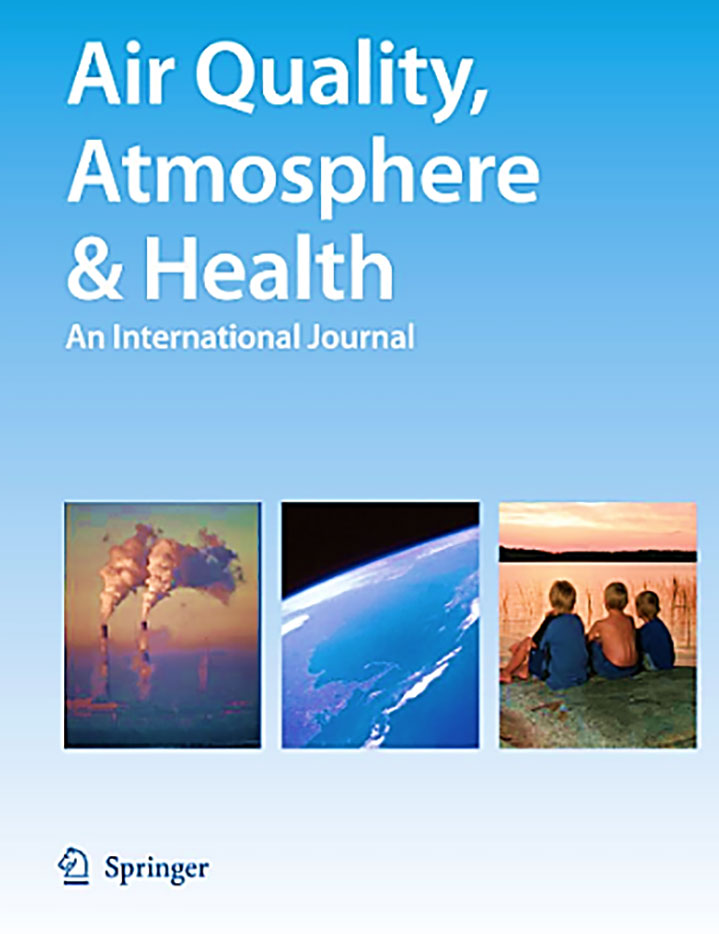 Air Quality,
Atmosphere
& Health
An International Journal
Springer